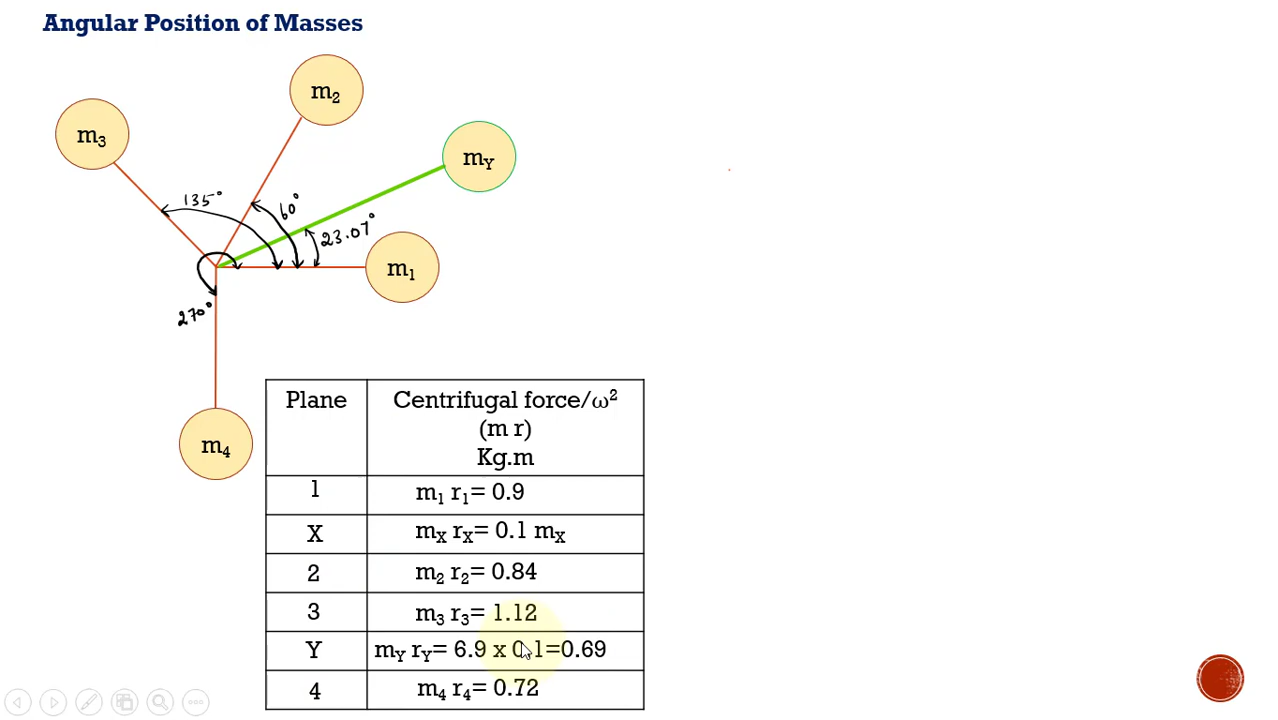 Angular Position of Masses
m₂
m₃
mY
135°
60°
23.07°
m₁
270°
m₄
Plane Centrifugal force/ω²
(m r)
Kg.m
1 m₁ r₁= 0.9
X mX rX= 0.1 mX
2 m₂ r₂= 0.84
3 m₃ r₃= 1.12
Y mY rY= 6.9 x 0.1=0.69
4 m₄ r₄= 0.72